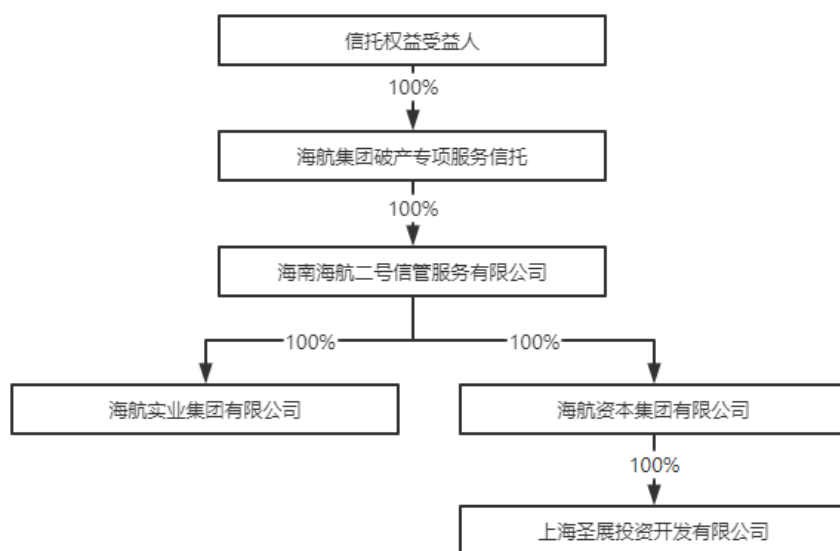 信托权益受益人
100%
海航集团破产专项服务信托
100%
海南海航二号信管服务有限公司
100%
100%
海航实业集团有限公司
海航资本集团有限公司
100%
上海圣展投资开发有限公司